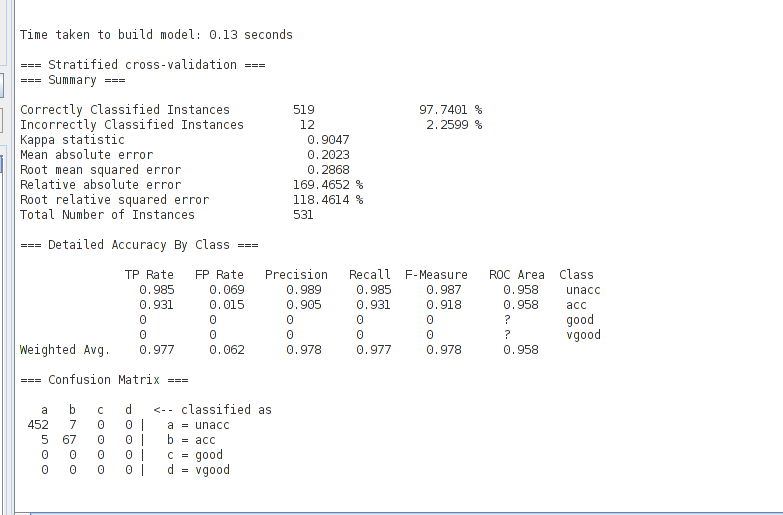 Time taken to build model: 0.13 seconds
=== Stratified cross-validation ===
=== Summary ===
Correctly Classified Instances         519               97.7401 %
Incorrectly Classified Instances        12                2.2599 %
Kappa statistic                          0.9047
Mean absolute error                      0.2023
Root mean squared error                  0.2868
Relative absolute error                169.4652 %
Root relative squared error            118.4614 %
Total Number of Instances              531
=== Detailed Accuracy By Class ===
               TP Rate   FP Rate   Precision   Recall  F-Measure   ROC Area  Class
                 0.985     0.069      0.989     0.985     0.987      0.958    unacc
                 0.931     0.015      0.905     0.931     0.918      0.958    acc
                 0         0          0         0         0          ?        good
                 0         0          0         0         0          ?        vgood
Weighted Avg.    0.977     0.062      0.978     0.977     0.978      0.958
=== Confusion Matrix ===
   a   b   c   d   <-- classified as
 452   7   0   0 |   a = unacc
   5  67   0   0 |   b = acc
   0   0   0   0 |   c = good
   0   0   0   0 |   d = vgood